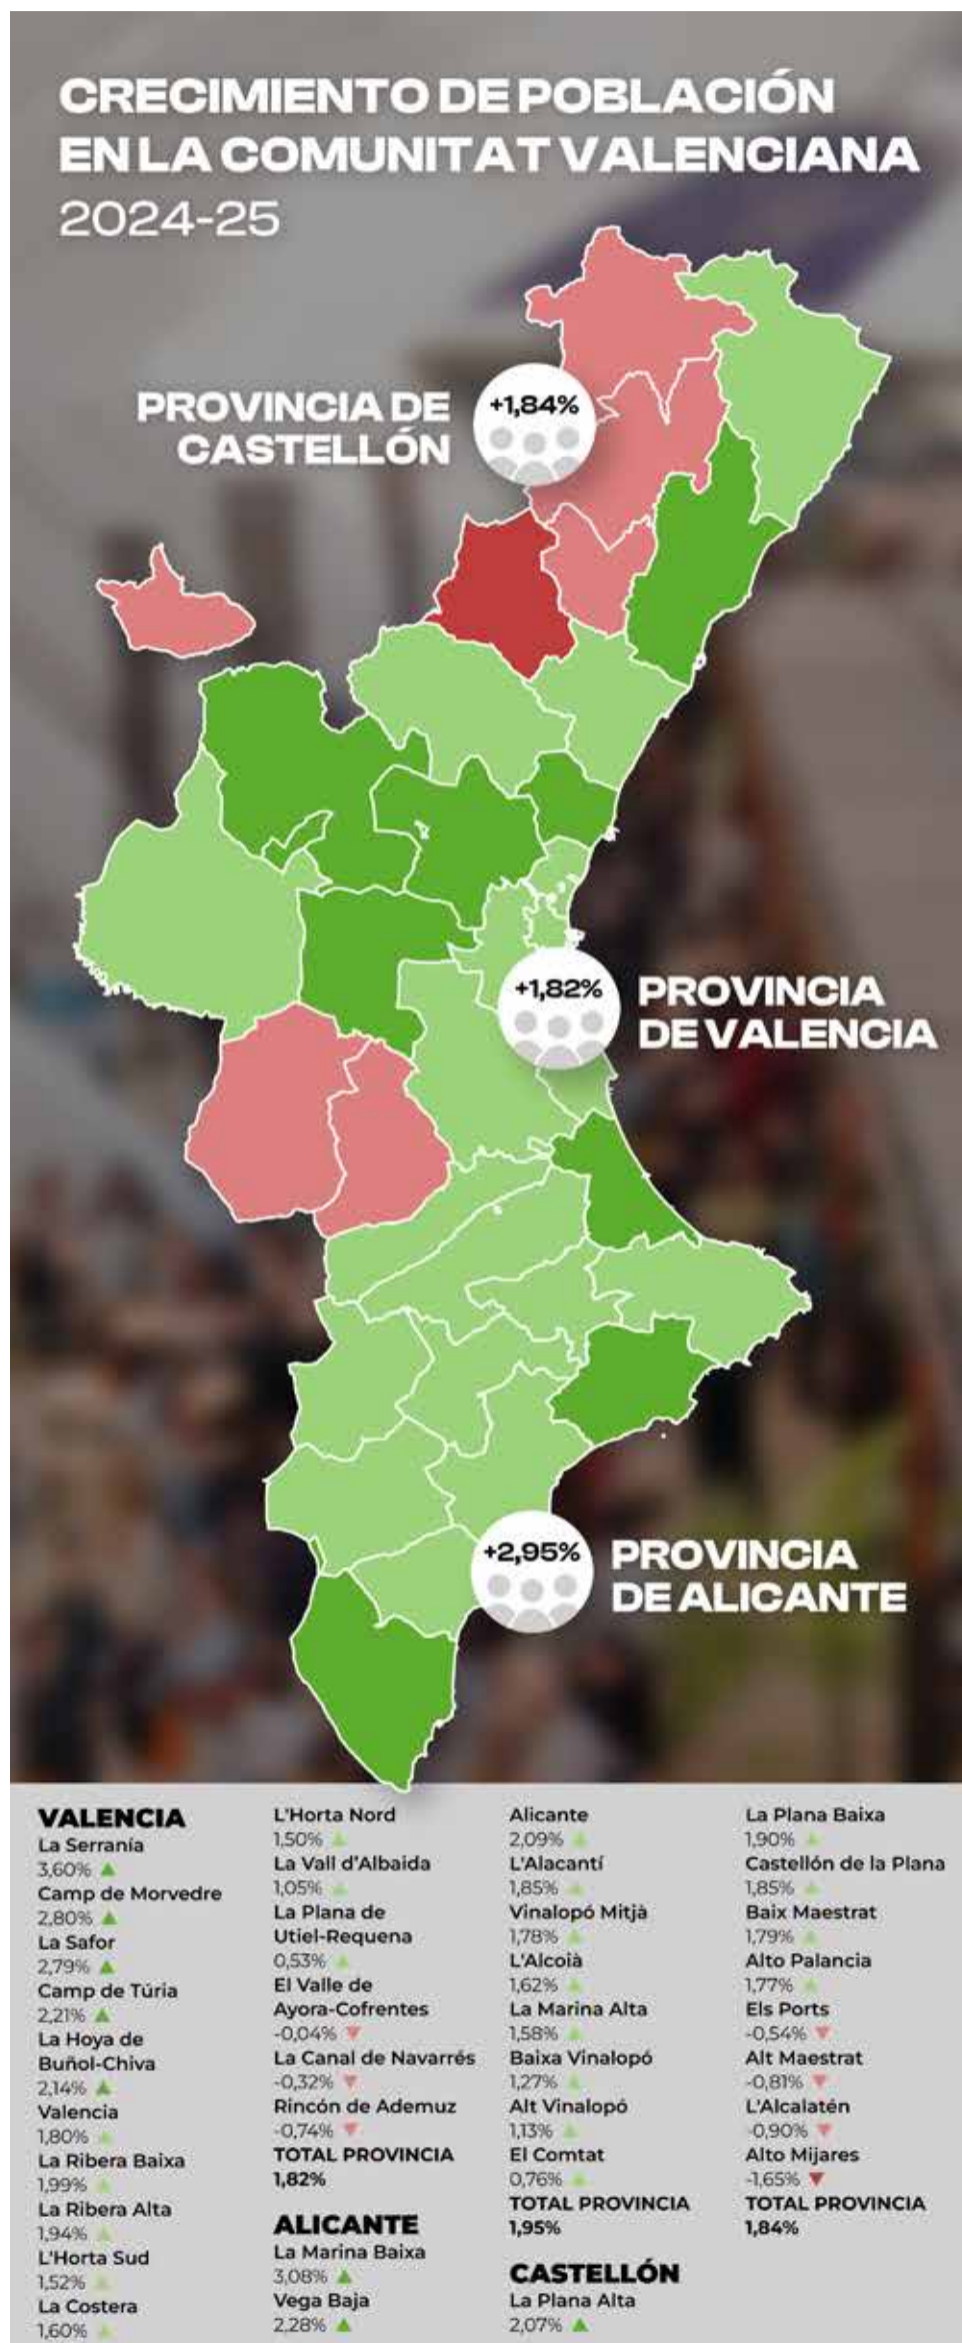 CRECIMIENTO DE POBLACIÓN
EN LA COMUNITAT VALENCIANA
2024-25
PROVINCIA DE
CASTELLÓN
+1,84%
+1,82%
PROVINCIA
DE VALENCIA
+2,95%
PROVINCIA
DE ALICANTE
VALENCIA
La Serranía
3,60%
Camp de Morvedre
2,80%
La Safor
2,79%
Camp de Túria
2,21%
La Hoya de
Buñol-Chiva
2,14%
Valencia
1,80%
La Ribera Baixa
1,99%
La Ribera Alta
1,94%
L'Horta Sud
1,52%
La Costera
1,60%
L'Horta Nord
1,50%
La Vall d'Albaida
1,05%
La Plana de
Utiel-Requena
0,53%
El Valle de
Ayora-Cofrentes
-0,04%
La Canal de Navarrés
-0,32%
Rincón de Ademuz
-0,74%
TOTAL PROVINCIA
1,82%
ALICANTE
La Marina Baixa
3,08%
Vega Baja
2,28%
Alicante
2,09%
L'Alacantí
1,85%
Vinalopó Mitjà
1,78%
L'Alcoià
1,62%
La Marina Alta
1,58%
Baixa Vinalopó
1,27%
Alt Vinalopó
1,13%
El Comtat
0,76%
TOTAL PROVINCIA
1,95%
CASTELLÓN
La Plana Alta
2,07%
La Plana Baixa
1,90%
Castellón de la Plana
1,85%
Baix Maestrat
1,79%
Alto Palancia
1,77%
Els Ports
-0,54%
Alt Maestrat
-0,81%
L'Alcalatén
-0,90%
Alto Mijares
-1,65%
TOTAL PROVINCIA
1,84%